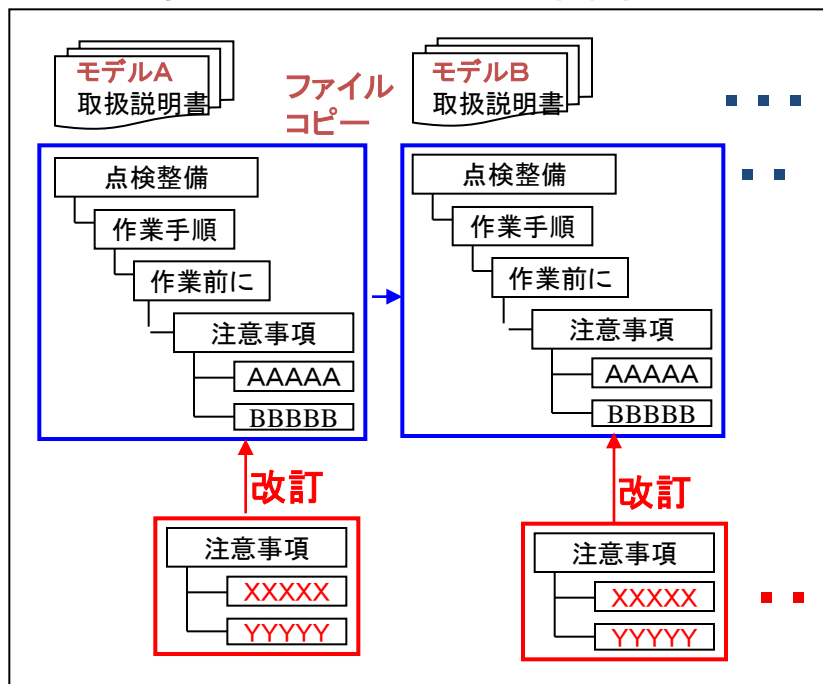 モデルA
取扱説明書
ファイル
コピー
モデルB
取扱説明書
点検整備
作業手順
作業前に
注意事項
AAAAA
BBBBB
点検整備
作業手順
作業前に
注意事項
AAAAA
BBBBB
改訂
改訂
注意事項
XXXXX
YYYYY
注意事項
XXXXX
YYYYY